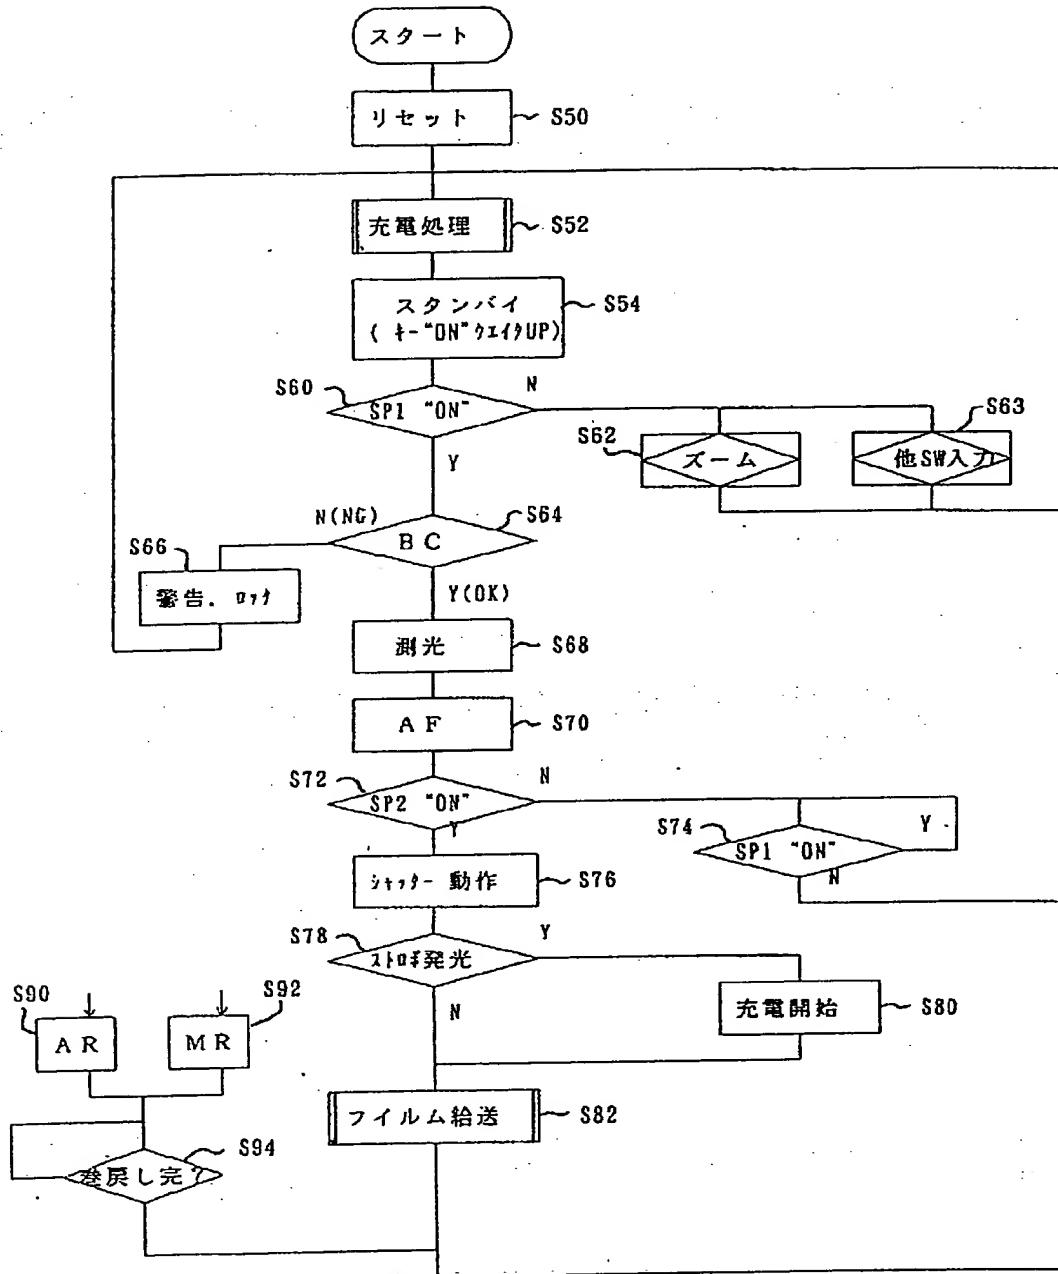 スタート
リセット
S50
充電処理
S52
スタンバイ
( キー“ON”ウエイクUP)
S54
S60
SP1 “ON”
N
Y
S62
ズーム
S63
他SW入力
N(NG)
S64
BC
S66
警告. ロック
Y(OK)
測光
S68
AF
S70
S72
SP2 “ON”
N
Y
S74
SP1 “ON”
Y
N
シャッター 動作
S76
S78
ストロボ発光
Y
N
S90
AR
S92
MR
充電開始
S80
フイルム給送
S82
S94
巻戻し完?